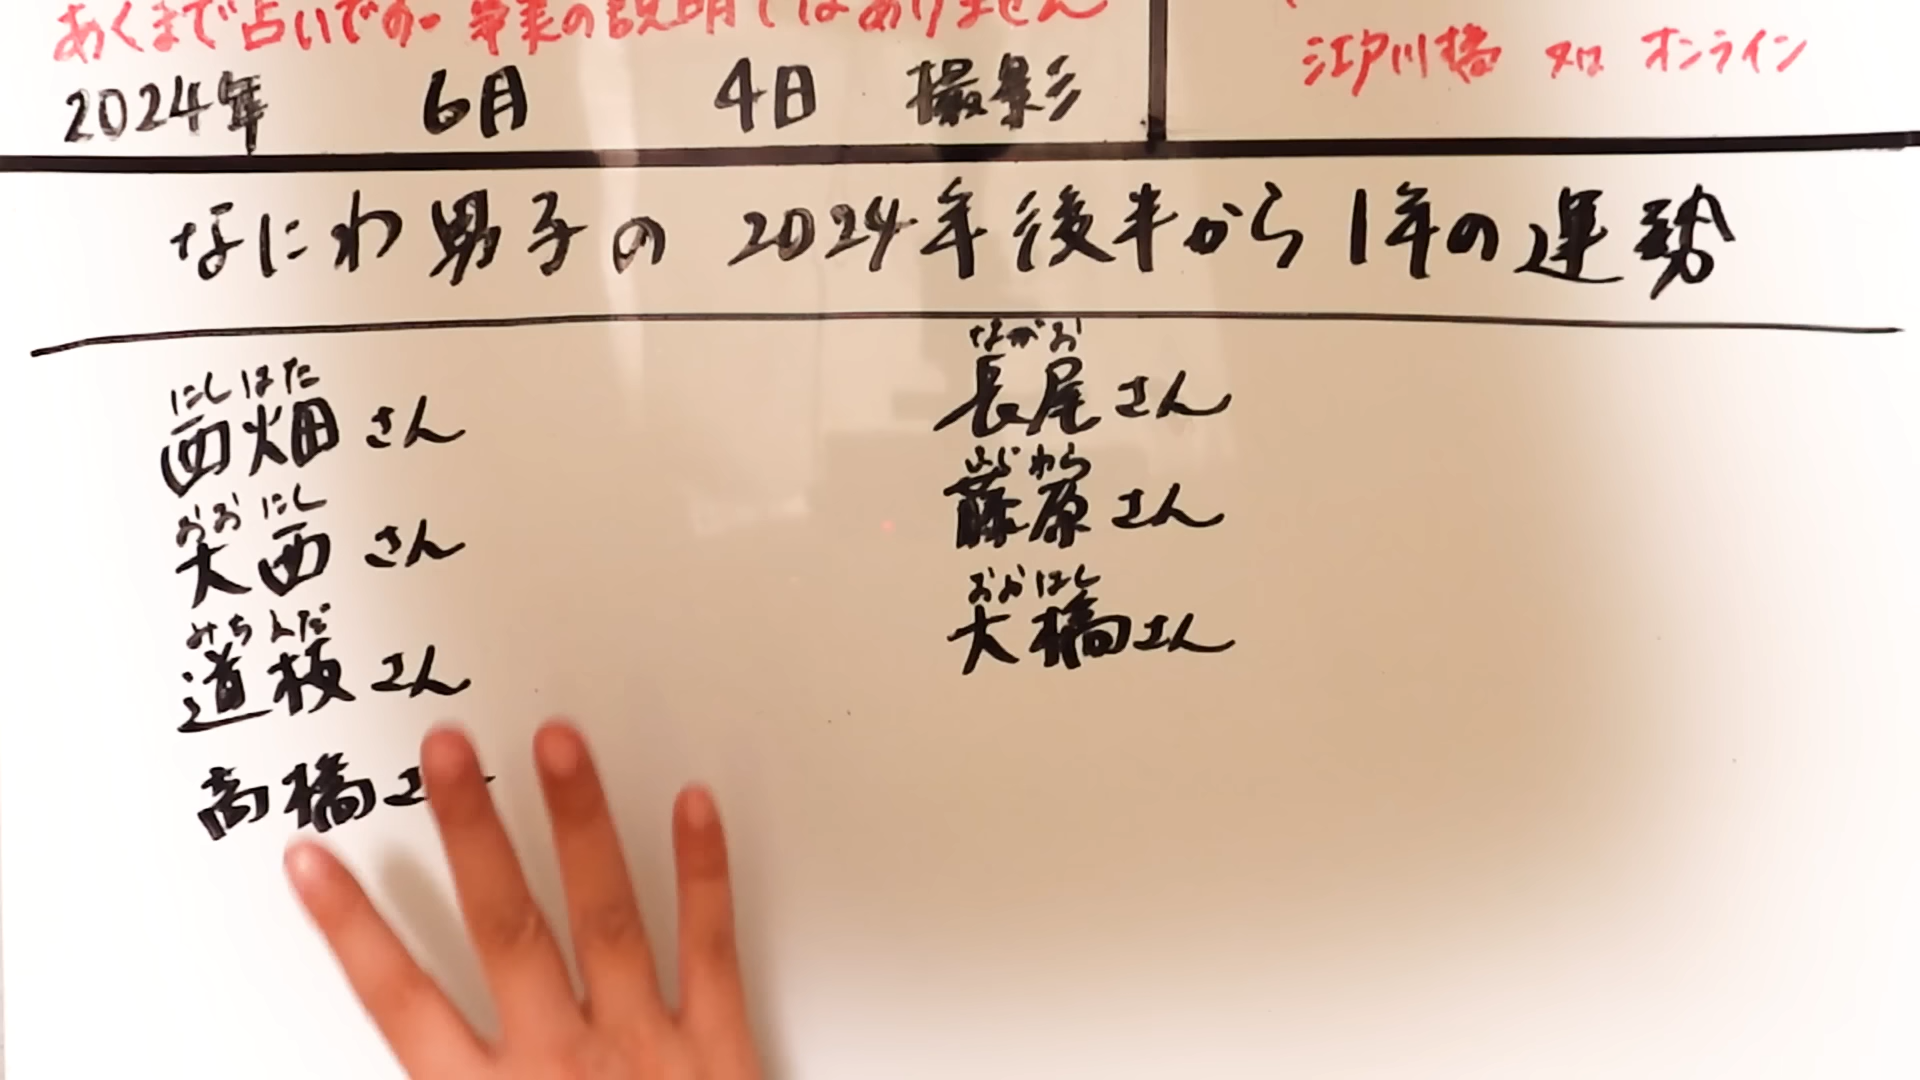 あくまで占いですー 事実の説明ではありません
江戸川橋 or オンライン
2024年 6月 4日 撮影
なにわ男子の 2024年後半から1年の運勢
にしはた
西畑さん
おおにし
大西さん
みちえだ
道枝さん
高橋さ
ながお
長尾さん
ふじわら
藤原さん
おおはし
大橋さん